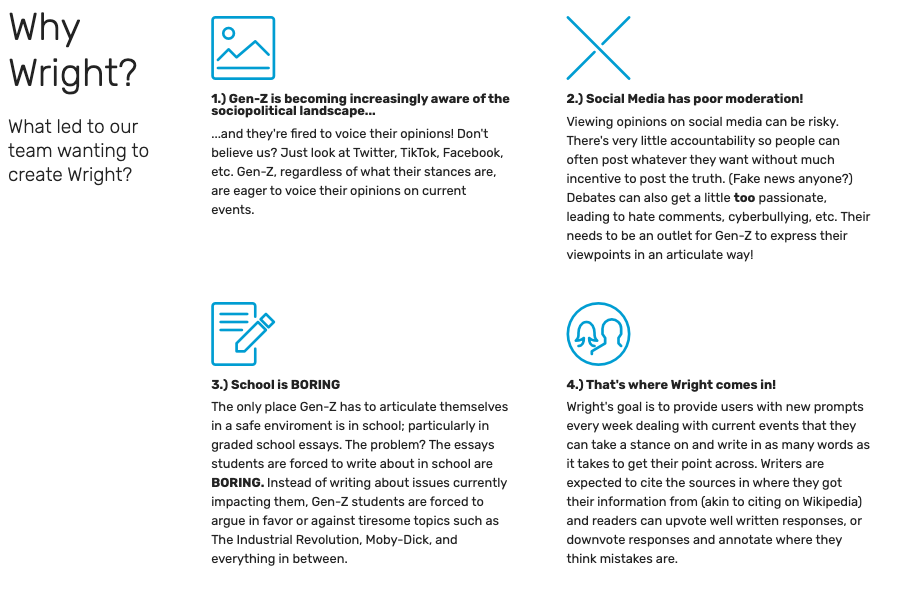 Why
Wright?
What led to our
team wanting to
create Wright?
1.) Gen-Z is becoming increasingly aware of the
sociopolitical landscape...
...and they're fired to voice their opinions! Don't
believe us? Just look at Twitter, TikTok, Facebook,
etc. Gen-Z, regardless of what their stances are,
are eager to voice their opinions on current
events.
2.) Social Media has poor moderation!
Viewing opinions on social media can be risky.
There's very little accountability so people can
often post whatever they want without much
incentive to post the truth. (Fake news anyone?)
Debates can also get a little too passionate,
leading to hate comments, cyberbullying, etc. Their
needs to be an outlet for Gen-Z to express their
viewpoints in an articulate way!
3.) School is BORING
The only place Gen-Z has to articulate themselves
in a safe enviroment is in school; particularly in
graded school essays. The problem? The essays
students are forced to write about in school are
BORING. Instead of writing about issues currently
impacting them, Gen-Z students are forced to
argue in favor or against tiresome topics such as
The Industrial Revolution, Moby-Dick, and
everything in between.
4.) That's where Wright comes in!
Wright's goal is to provide users with new prompts
every week dealing with current events that they
can take a stance on and write in as many words as
it takes to get their point across. Writers are
expected to cite the sources in where they got
their information from (akin to citing on Wikipedia)
and readers can upvote well written responses, or
downvote responses and annotate where they
think mistakes are.